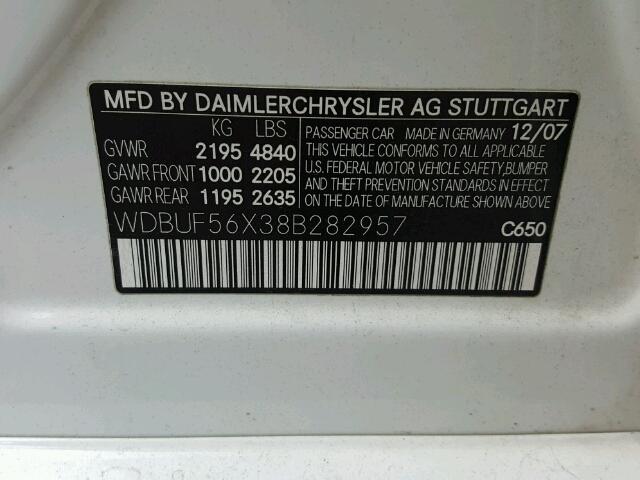 MFD BY DAIMLERCHRYSLER AG STUTTGART
KG LBS
GVWR 2195 4840
GAWR FRONT 1000 2205
GAWR REAR 1195 2635
PASSENGER CAR MADE IN GERMANY 12/07
THIS VEHICLE CONFORMS TO ALL APPLICABLE
U.S. FEDERAL MOTOR VEHICLE SAFETY,BUMPER
AND THEFT PREVENTION STANDARDS IN EFFECT
ON THE DATE OF MANUFACTURE SHOWN ABOVE
WDBUF56X38B282957
C650